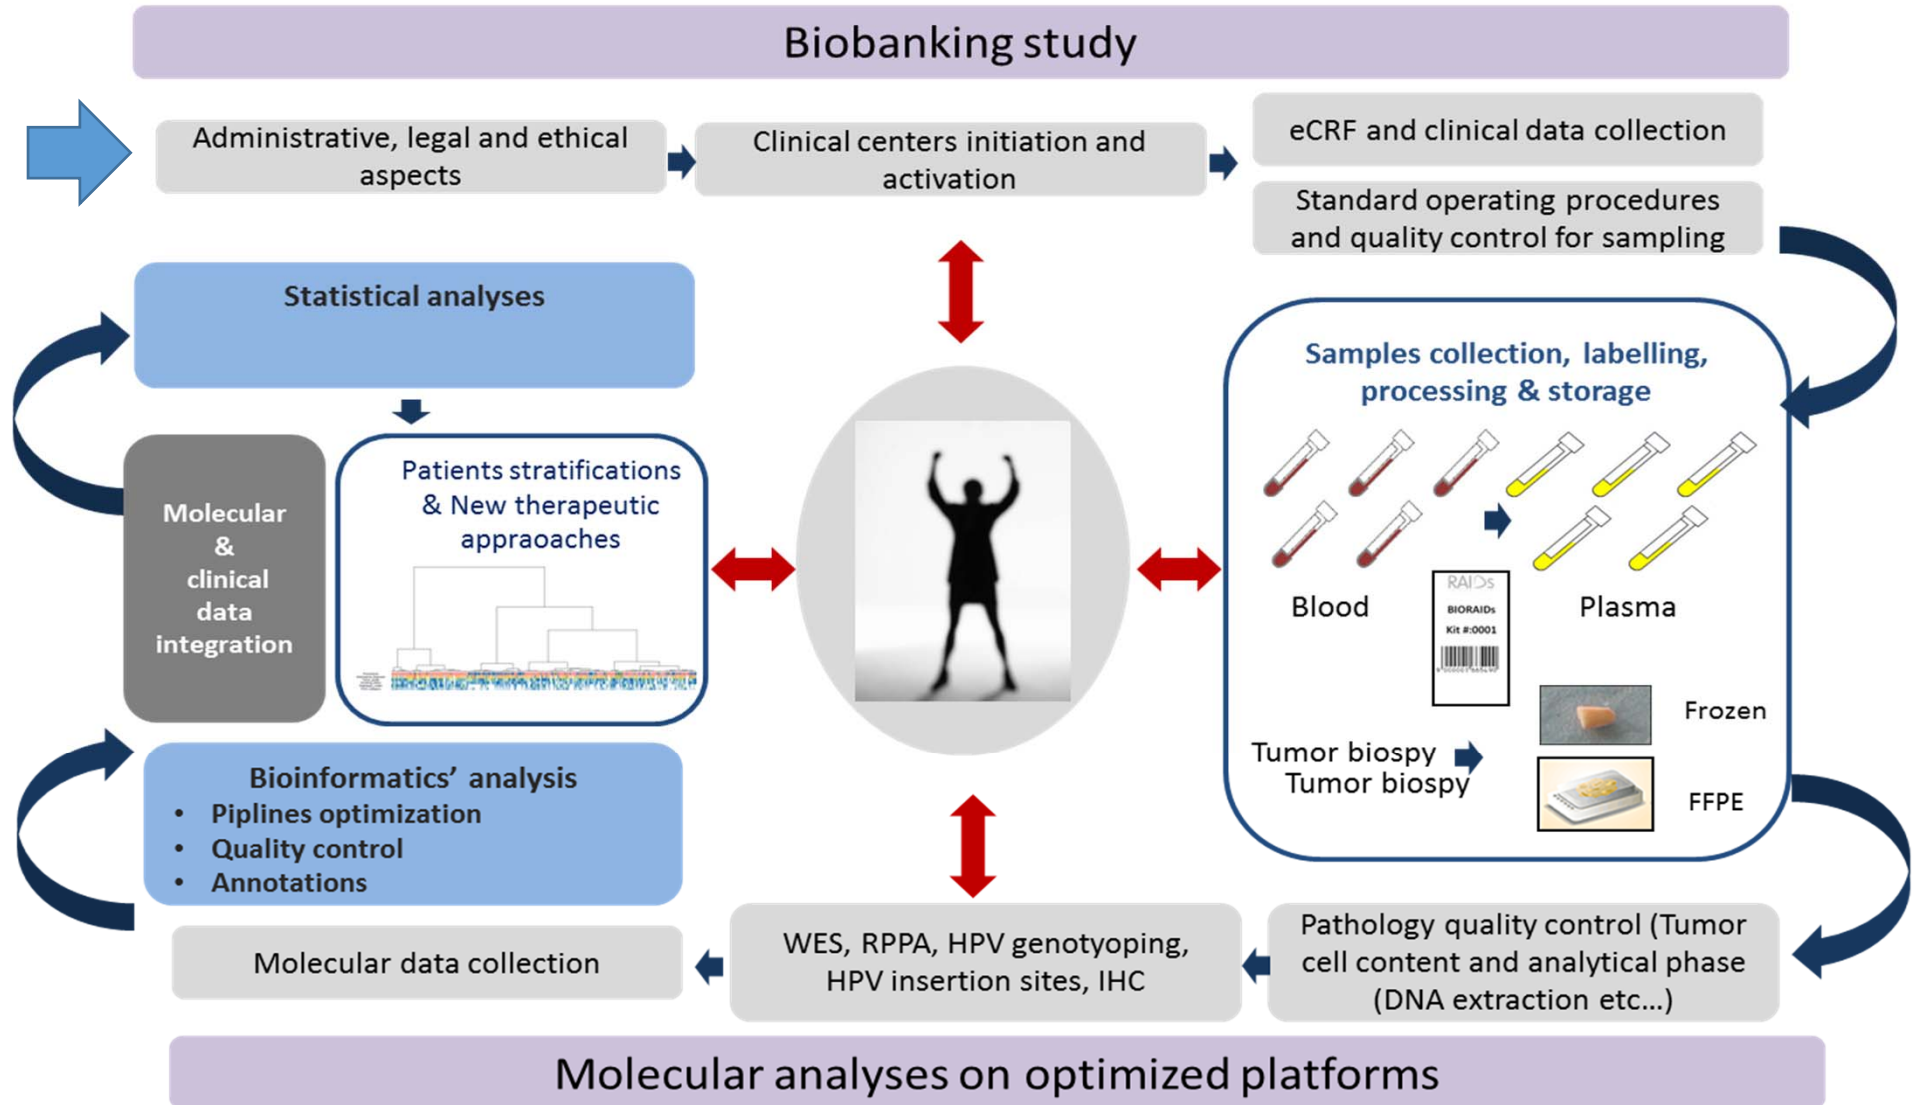 Biobanking study
Administrative, legal and ethical
aspects
Clinical centers initiation and
activation
eCRF and clinical data collection
Standard operating procedures
and quality control for sampling
Statistical analyses
Samples collection, labelling,
processing & storage
Molecular
&
clinical
data
integration
Patients stratifications
& New therapeutic
appraoaches
Blood
Plasma
RAIDs
BIORAIDs
Kit #:0001
Frozen
Tumor biospy
Tumor biospy
FFPE
Bioinformatics’ analysis
• Piplines optimization
• Quality control
• Annotations
Molecular data collection
WES, RPPA, HPV genotyoping,
HPV insertion sites, IHC
Pathology quality control (Tumor
cell content and analytical phase
(DNA extraction etc...)
Molecular analyses on optimized platforms